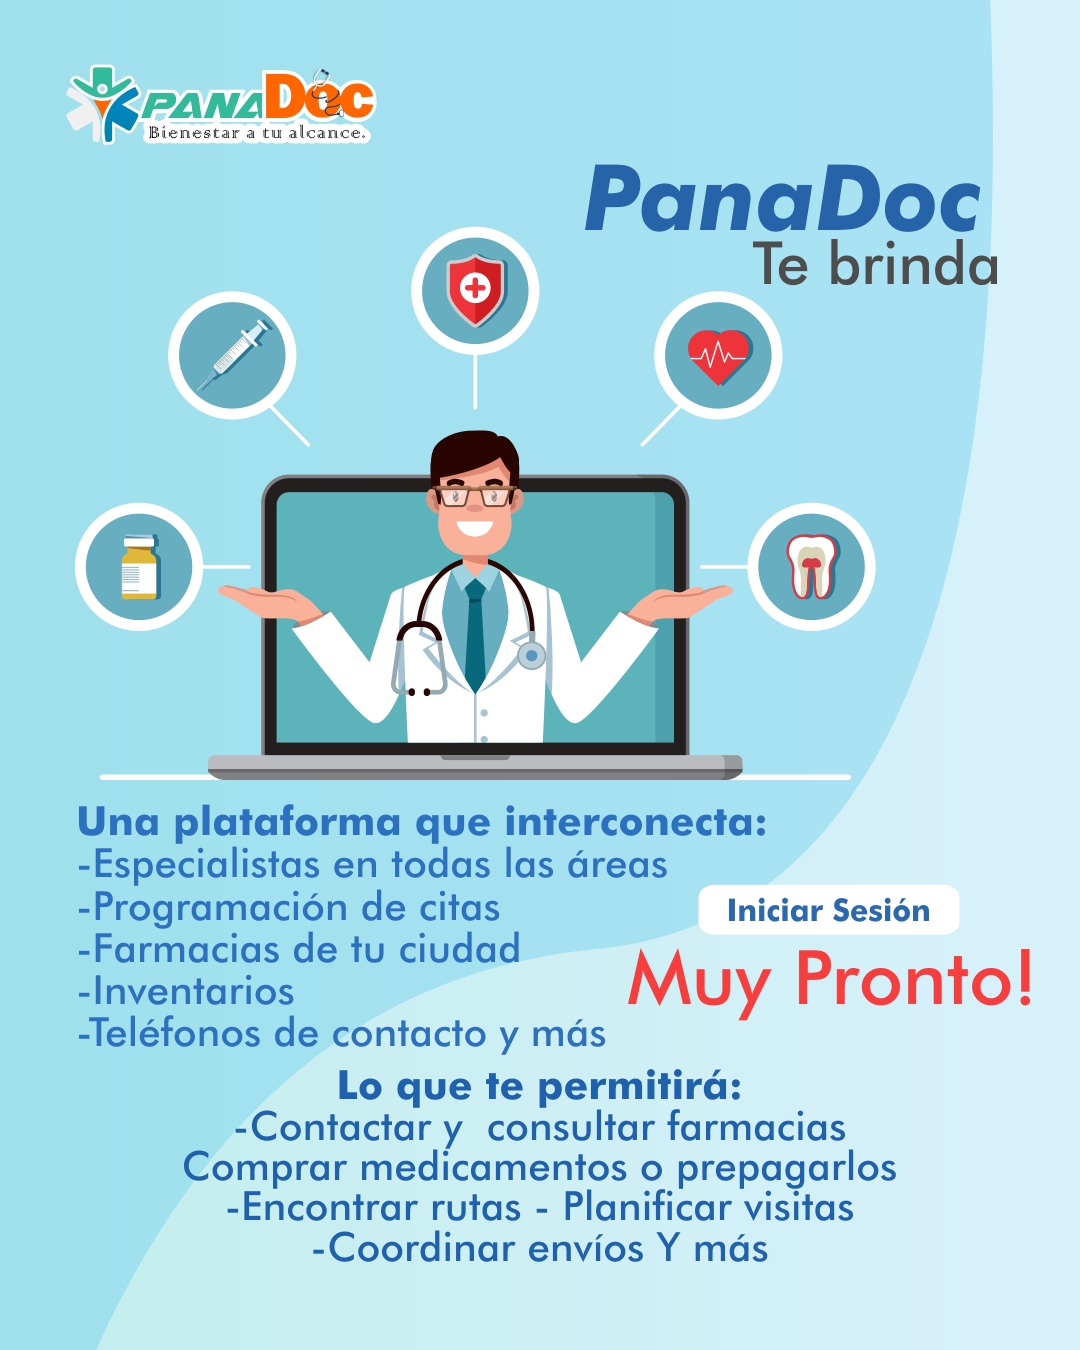 PANADOC
Bienestar a tu alcance.
PanaDoc
Te brinda
Una plataforma que interconecta:
-Especialistas en todas las áreas
-Programación de citas
-Farmacias de tu ciudad
-Inventarios
-Teléfonos de contacto y más
Iniciar Sesión
Muy Pronto!
Lo que te permitirá:
-Contactar y  consultar farmacias
Comprar medicamentos o prepagarlos
-Encontrar rutas - Planificar visitas
-Coordinar envíos Y más